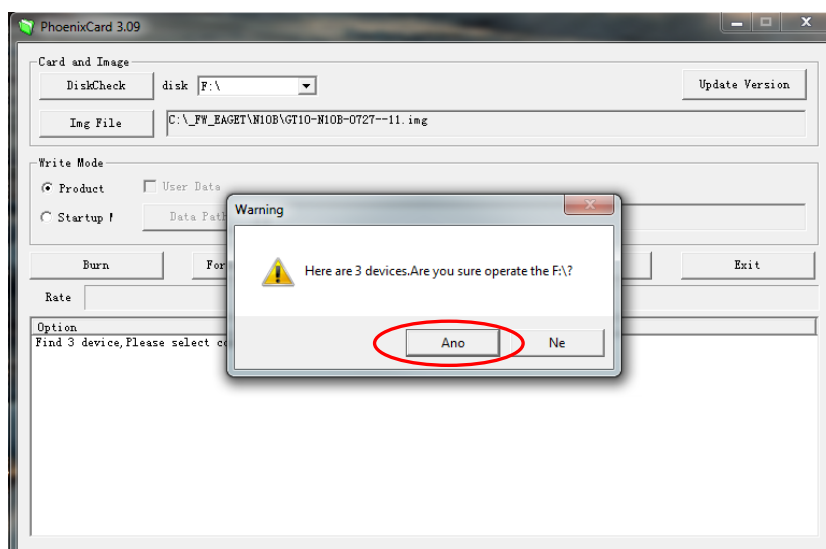 PhoenixCard 3.09
Card and Image
DiskCheck disk F:\ Update Version
Img File C:\_FW_EAGET\N10B\GT10-N10B-0727--11.img
Write Mode
Product User Data
Startup Data Pat
Warning
Here are 3 devices.Are you sure operate the F:\?
Ano Ne
Burn For Exit
Rate
Option
Find 3 device,Please select c